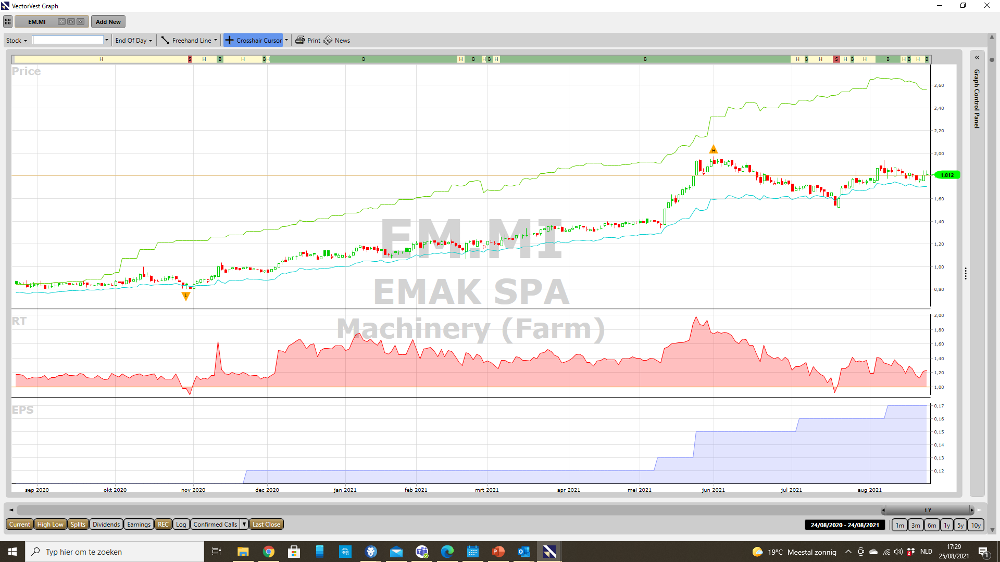 VectorVest Graph
EM.MI
Add New
Stock
End Of Day
Freehand Line
Crosshair Cursor
Print
News
H S H B H B H B H B H B H B H B H S H B H B H B H B
Price
Graph Control Panel
2,60
2,40
2,20
2,00
1,812
1,60
1,40
1,20
1,00
0,80
H
L
EM.MI
EMAK SPA
Machinery (Farm)
RT
2,00
1,80
1,60
1,40
1,20
1,00
EPS
0,17
0,16
0,15
0,14
0,13
0,12
sep 2020 okt 2020 nov 2020 dec 2020 jan 2021 feb 2021 mrt 2021 apr 2021 mei 2021 jun 2021 jul 2021 aug 2021
1 Y
Current High Low Splits Dividends Earnings REC Log Confirmed Calls Last Close
24/08/2020 - 24/08/2021 1m 3m 6m 1y 5y 10y
Typ hier om te zoeken
19°C Meestal zonnig
NLD
17:29
25/08/2021
1